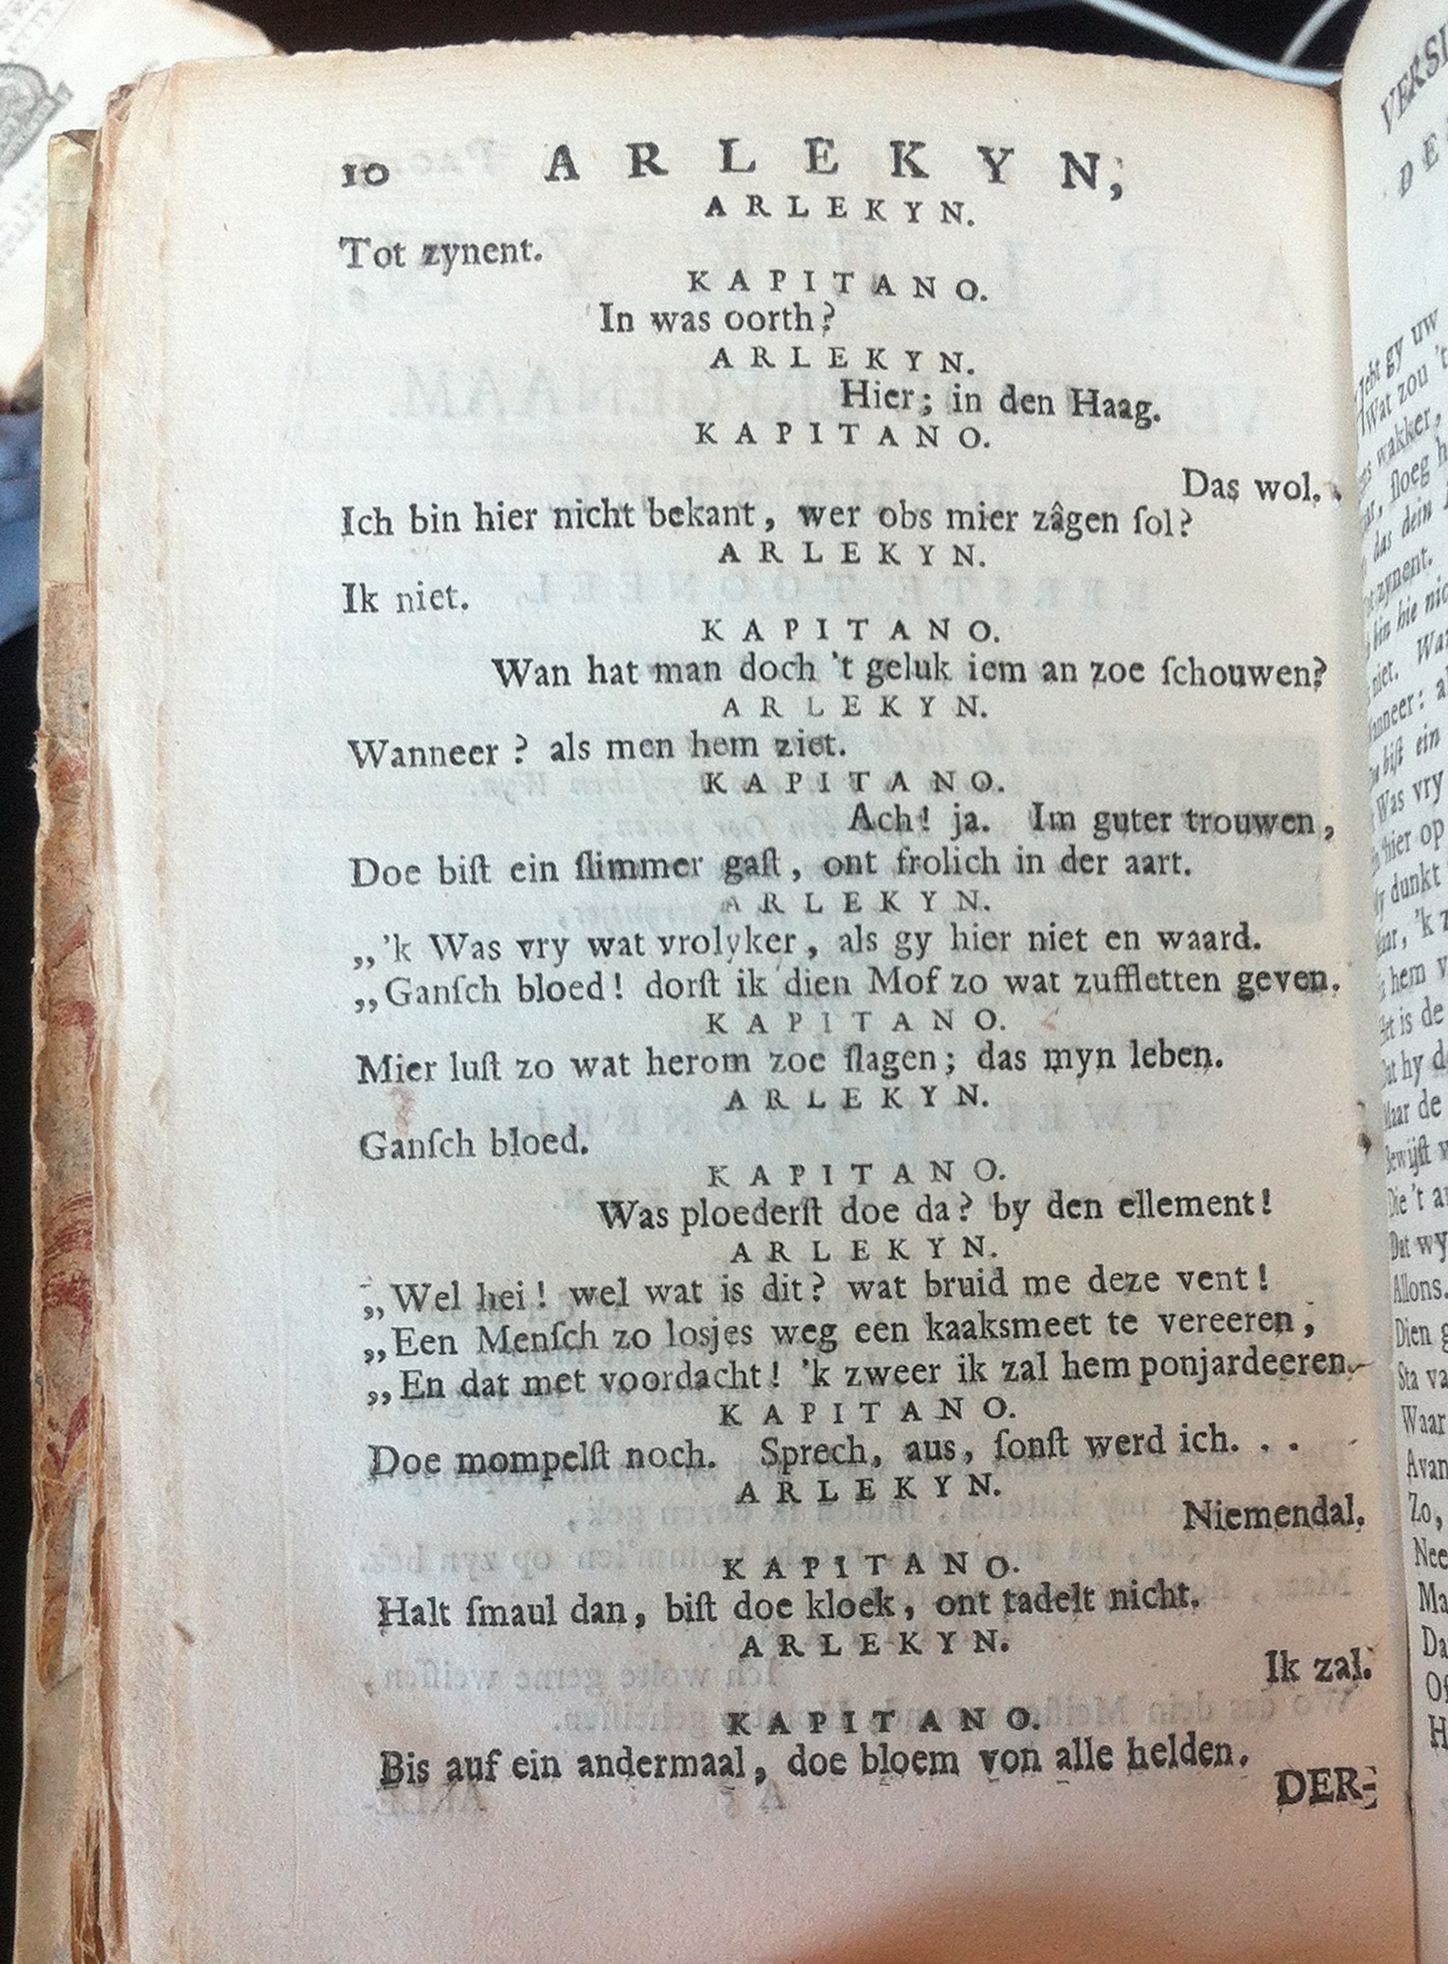 10 ARLEKYN,
ARLEKYN.
Tot zynent.
KAPITANO.
In was oorth?
ARLEKYN.
Hier; in den Haag.
KAPITANO.
Das wol.
Ich bin hier nicht bekant, wer obs mier zâgen ſol?
ARLEKYN.
Ik niet.
KAPITANO.
Wan hat man doch 't geluk iem an zoe ſchouwen?
ARLEKYN.
Wanneer? als men hem ziet.
KAPITANO.
Ach! ja. Im guter trouwen,
Doe biſt ein ſlimmer gaſt, ont frolich in der aart.
ARLEKYN.
„'k Was vry wat vrolyker, als gy hier niet en waard.
„Ganſch bloed! dorſt ik dien Mof zo wat zuffletten geven.
KAPITANO.
Mier luſt zo wat herom zoe ſlagen; das myn leben.
ARLEKYN.
Ganſch bloed.
KAPITANO.
Was ploederſt doe da? by den ellement!
ARLEKYN.
„Wel hei! wel wat is dit? wat bruid me deze vent!
„Een Menſch zo losjes weg een kaaksmeet te vereeren,
„En dat met voordacht! 'k zweer ik zal hem ponjardeeren.
KAPITANO.
Doe mompelſt noch. Sprech, aus, ſonſt werd ich. . .
ARLEKYN.
Niemendal.
KAPITANO.
Halt ſmaul dan, biſt doe kloek, ont tadelt nicht.
ARLEKYN.
Ik zal.
KAPITANO.
Bis auf ein andermaal, doe bloem von alle helden.
DER-